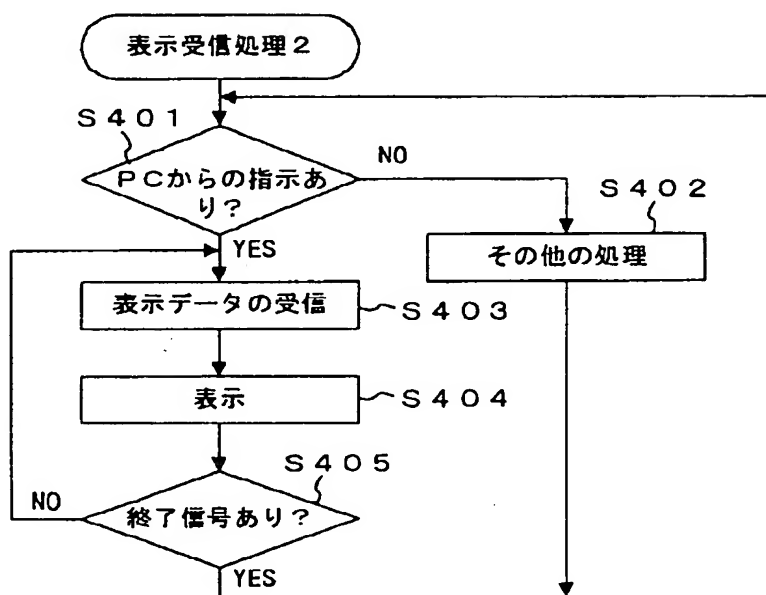 表示受信処理2
S401
PCからの指示あ
り?
NO
S402
その他の処理
YES
表示データの受信
S403
表示
S404
S405
終了信号あり?
NO
YES